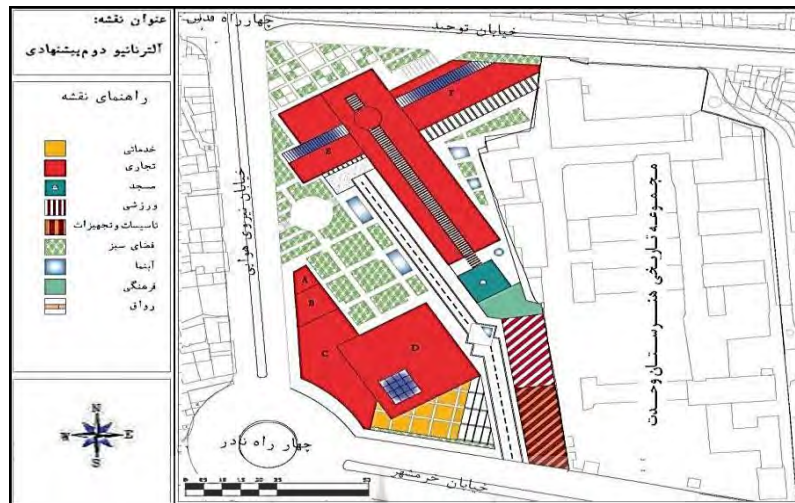 عنوان نقشه:
آلترناتیو دوم پیشنهادی
راهنمای نقشه
خدماتی
تجاری
مسجد
ورزشی
تاسیسات وتجهیزات
فضای سبز
آبنما
فرهنگی
رواق
N
W E
S
چهارراه قدس
خیابان توحید
خیابان نیروی هوایی
مجموعه تاریخی هنرستان وحدت
F
E
A
B
C
D
چهار راه نادر
خیابان خرمشهر